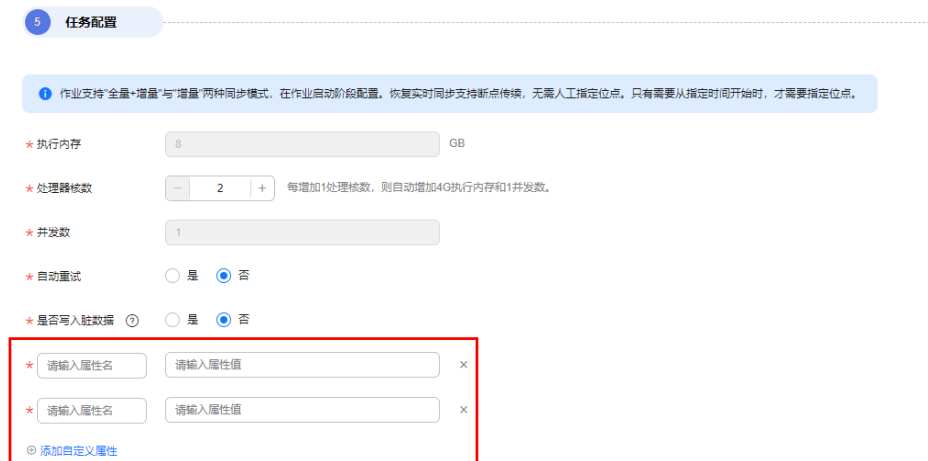 5 任务配置
作业支持"全量+增量"与"增量"两种同步模式，在作业启动阶段配置。恢复实时同步支持断点传续，无需人工指定位点。只有需要从指定时间开始时，才需要指定位点。
* 执行内存 8 GB
* 处理器核数 − 2 + 每增加1处理核数，则自动增加4G执行内存和1并发数。
* 并发数 1
* 自动重试 是 否
* 是否写入脏数据 ? 是 否
* 请输入属性名 请输入属性值 ×
* 请输入属性名 请输入属性值 ×
⊕ 添加自定义属性